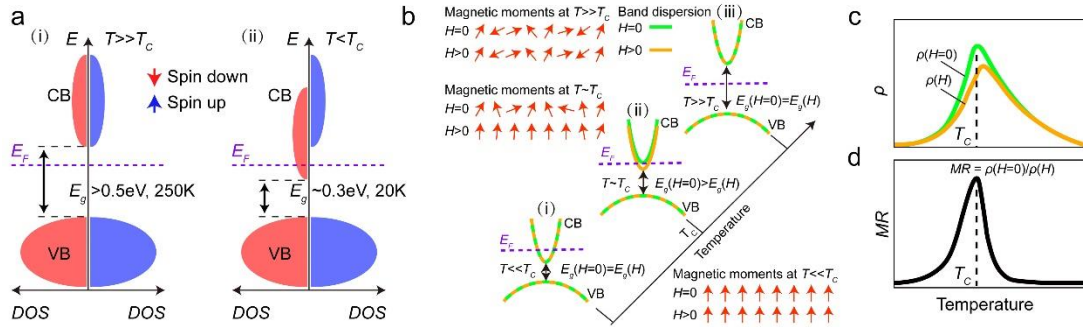 a
(i)
E
T>>T_C
CB
Spin down
Spin up
E_F
E_g >0.5eV, 250K
VB
DOS
DOS
(ii)
E
T<T_C
CB
E_F
E_g ~0.3eV, 20K
VB
DOS
DOS
b
Magnetic moments at T>>T_C
H=0
H>0
Band dispersion
H=0
H>0
Magnetic moments at T~T_C
H=0
H>0
(iii)
CB
E_F
T>>T_C
E_g(H=0)=E_g(H)
VB
(ii)
CB
E_F
T~T_C
E_g(H=0)>E_g(H)
VB
(i)
CB
E_F
T<<T_C
E_g(H=0)=E_g(H)
VB
T_C
Temperature
Magnetic moments at T<<T_C
H=0
H>0
c
ρ(H=0)
ρ(H)
ρ
T_C
d
MR = ρ(H=0)/ρ(H)
MR
T_C
Temperature